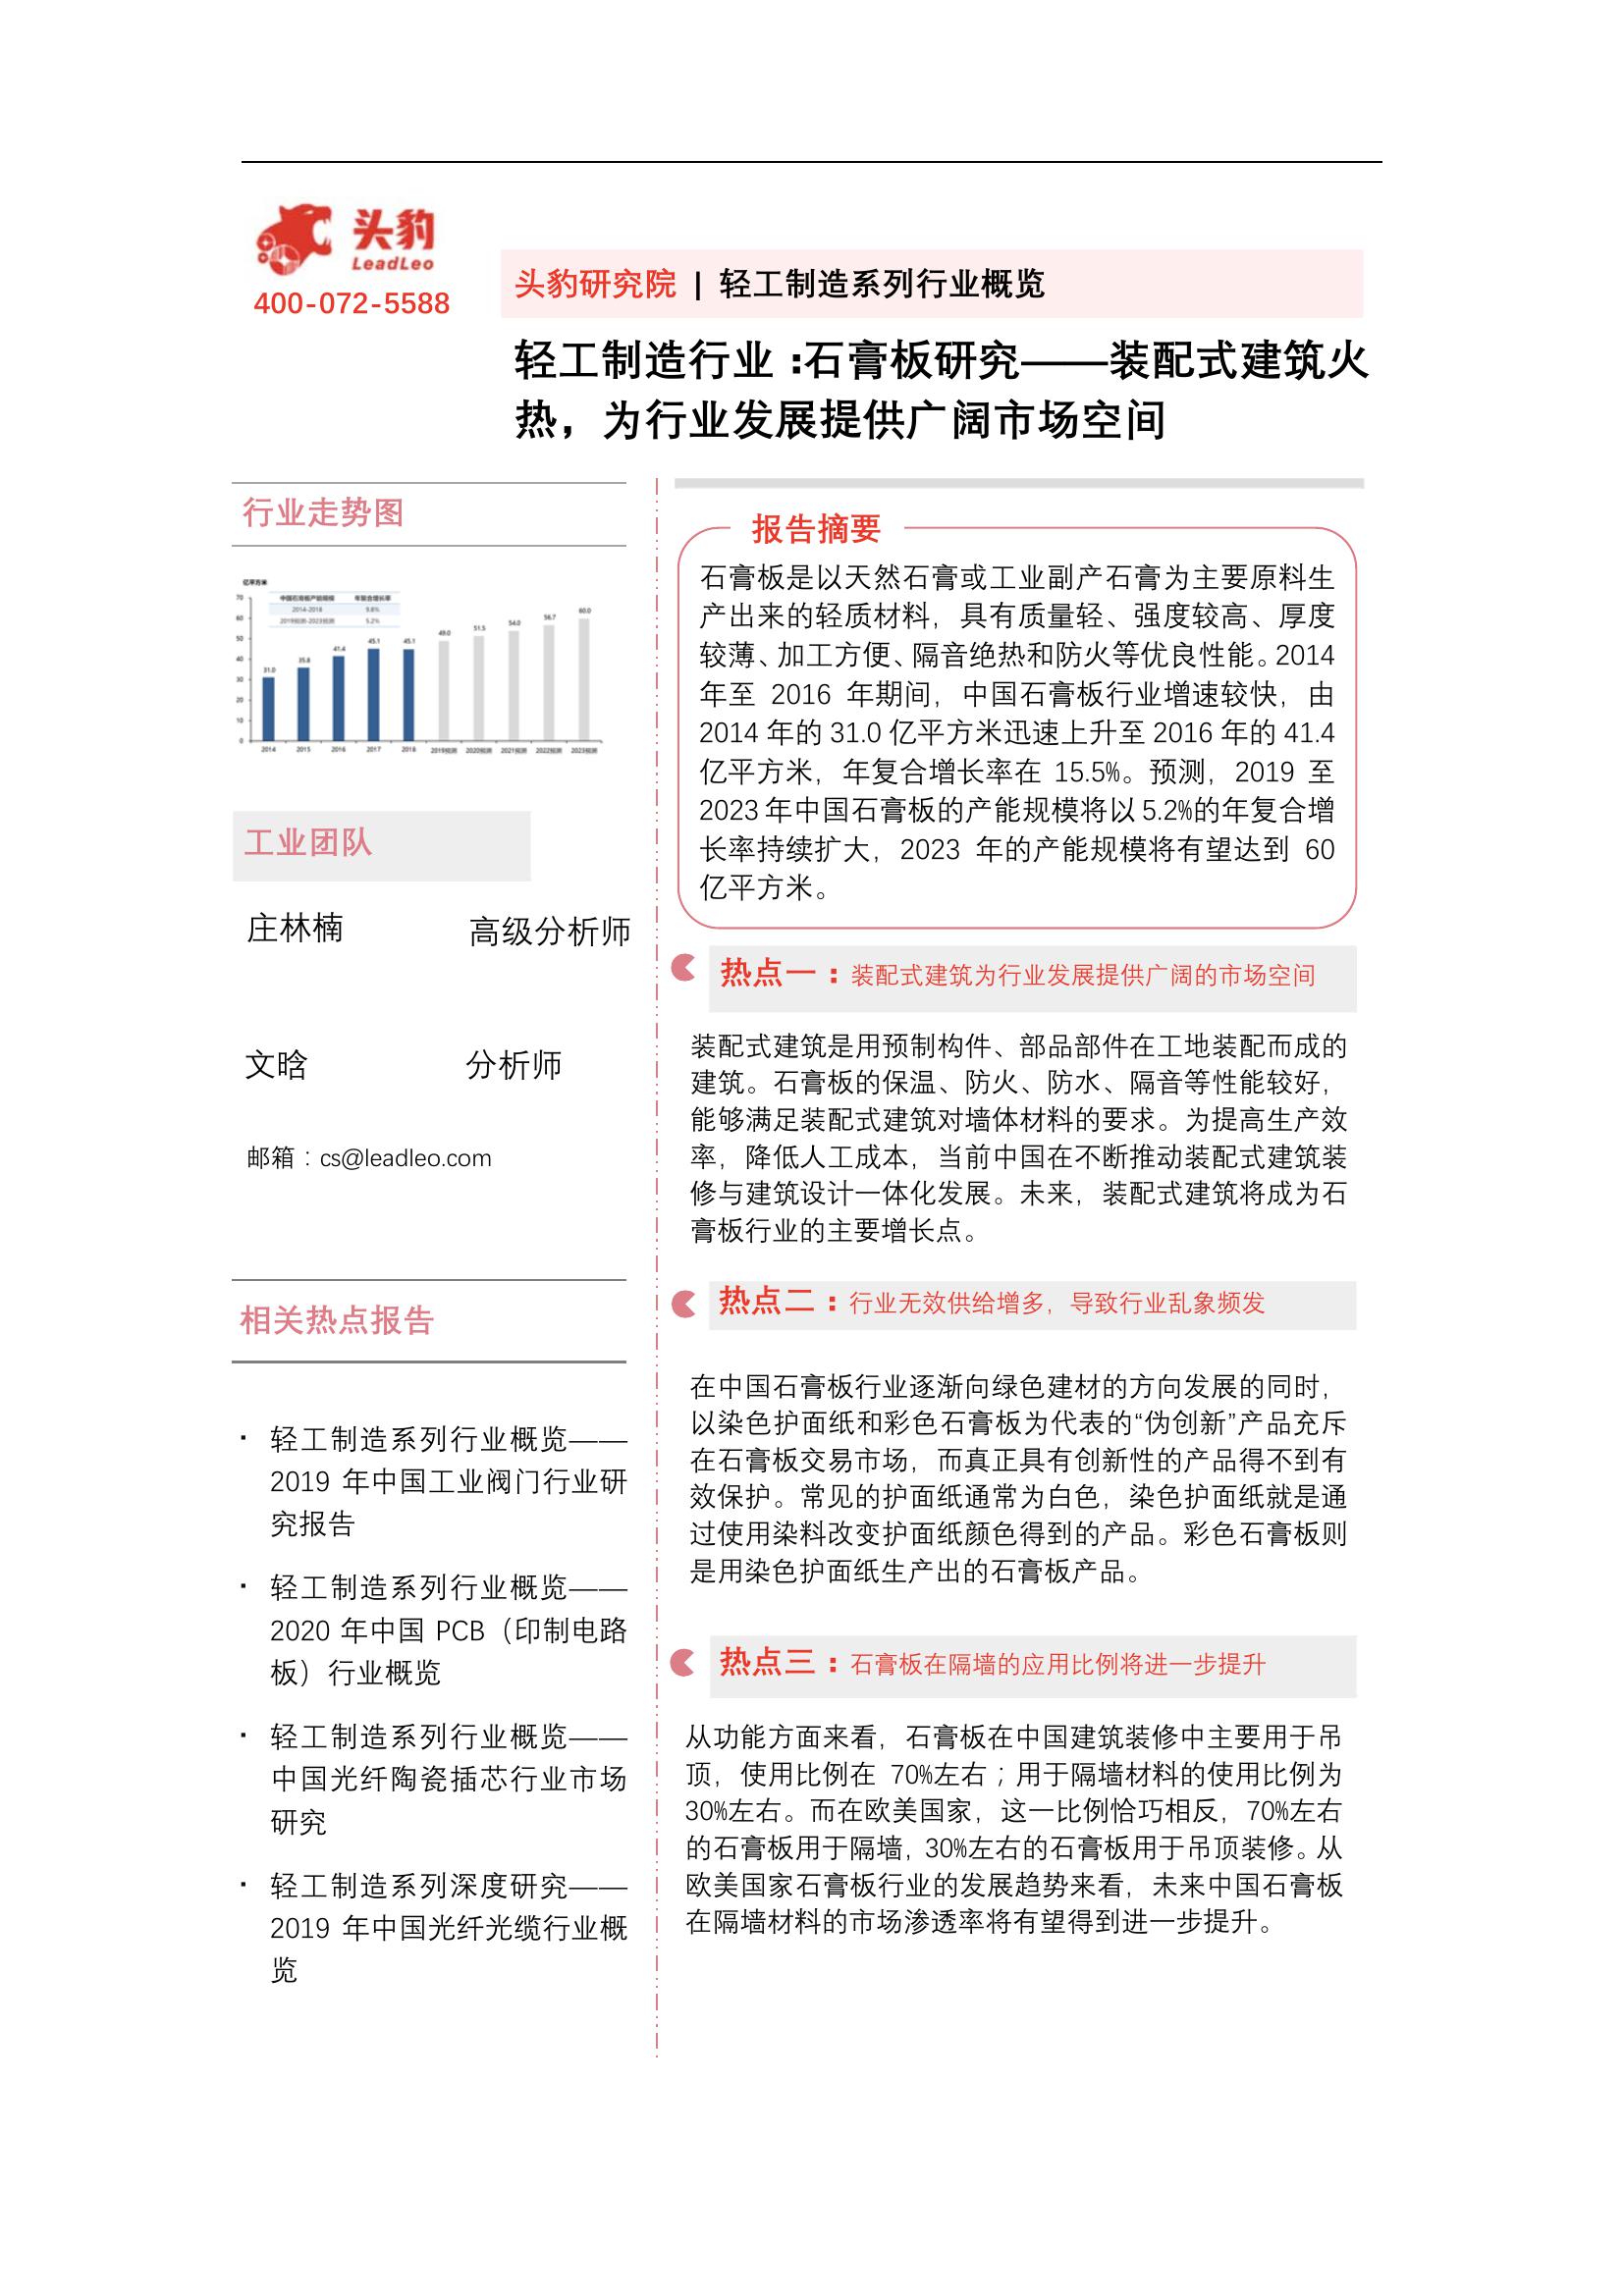 头豹
LeadLeo
400-072-5588
头豹研究院 | 轻工制造系列行业概览
轻工制造行业:石膏板研究——装配式建筑火
热，为行业发展提供广阔市场空间
行业走势图
亿平方米
中国石膏板产能规模 年复合增长率
2014-2018 9.8%
2019预测-2023预测 5.2%
70
60
50
40
30
20
10
0
31.0 35.8 41.4 45.1 45.1 49.0 51.5 54.0 56.7 60.0
2014 2015 2016 2017 2018 2019预测 2020预测 2021预测 2022预测 2023预测
工业团队
庄林楠 高级分析师
文晗 分析师
邮箱：cs@leadleo.com
相关热点报告
· 轻工制造系列行业概览——
2019 年中国工业阀门行业研
究报告
· 轻工制造系列行业概览——
2020 年中国 PCB（印制电路
板）行业概览
· 轻工制造系列行业概览——
中国光纤陶瓷插芯行业市场
研究
· 轻工制造系列深度研究——
2019 年中国光纤光缆行业概
览
报告摘要
石膏板是以天然石膏或工业副产石膏为主要原料生
产出来的轻质材料，具有质量轻、强度较高、厚度
较薄、加工方便、隔音绝热和防火等优良性能。2014
年至 2016 年期间，中国石膏板行业增速较快，由
2014 年的 31.0 亿平方米迅速上升至 2016 年的 41.4
亿平方米，年复合增长率在 15.5%。预测，2019 至
2023 年中国石膏板的产能规模将以 5.2%的年复合增
长率持续扩大，2023 年的产能规模将有望达到 60
亿平方米。
热点一：装配式建筑为行业发展提供广阔的市场空间
装配式建筑是用预制构件、部品部件在工地装配而成的
建筑。石膏板的保温、防火、防水、隔音等性能较好，
能够满足装配式建筑对墙体材料的要求。为提高生产效
率，降低人工成本，当前中国在不断推动装配式建筑装
修与建筑设计一体化发展。未来，装配式建筑将成为石
膏板行业的主要增长点。
热点二：行业无效供给增多，导致行业乱象频发
在中国石膏板行业逐渐向绿色建材的方向发展的同时，
以染色护面纸和彩色石膏板为代表的“伪创新”产品充斥
在石膏板交易市场，而真正具有创新性的产品得不到有
效保护。常见的护面纸通常为白色，染色护面纸就是通
过使用染料改变护面纸颜色得到的产品。彩色石膏板则
是用染色护面纸生产出的石膏板产品。
热点三：石膏板在隔墙的应用比例将进一步提升
从功能方面来看，石膏板在中国建筑装修中主要用于吊
顶，使用比例在 70%左右；用于隔墙材料的使用比例为
30%左右。而在欧美国家，这一比例恰巧相反，70%左右
的石膏板用于隔墙，30%左右的石膏板用于吊顶装修。从
欧美国家石膏板行业的发展趋势来看，未来中国石膏板
在隔墙材料的市场渗透率将有望得到进一步提升。